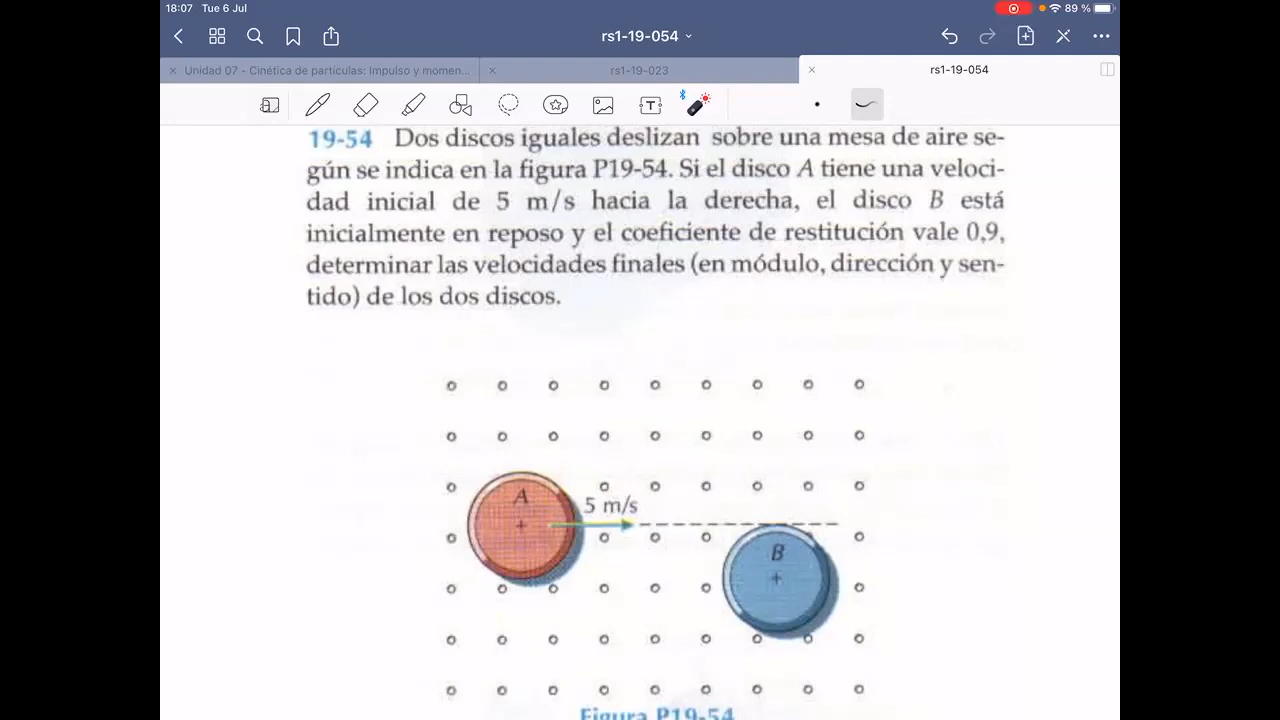 18:07 Tue 6 Jul
89 %
rs1-19-054
Unidad 07 - Cinética de partículas: Impulso y momen...
rs1-19-023
rs1-19-054
19-54 Dos discos iguales deslizan sobre una mesa de aire se-
gún se indica en la figura P19-54. Si el disco A tiene una veloci-
dad inicial de 5 m/s hacia la derecha, el disco B está
inicialmente en reposo y el coeficiente de restitución vale 0,9,
determinar las velocidades finales (en módulo, dirección y sen-
tido) de los dos discos.
A
5 m/s
B
Figura P19-54